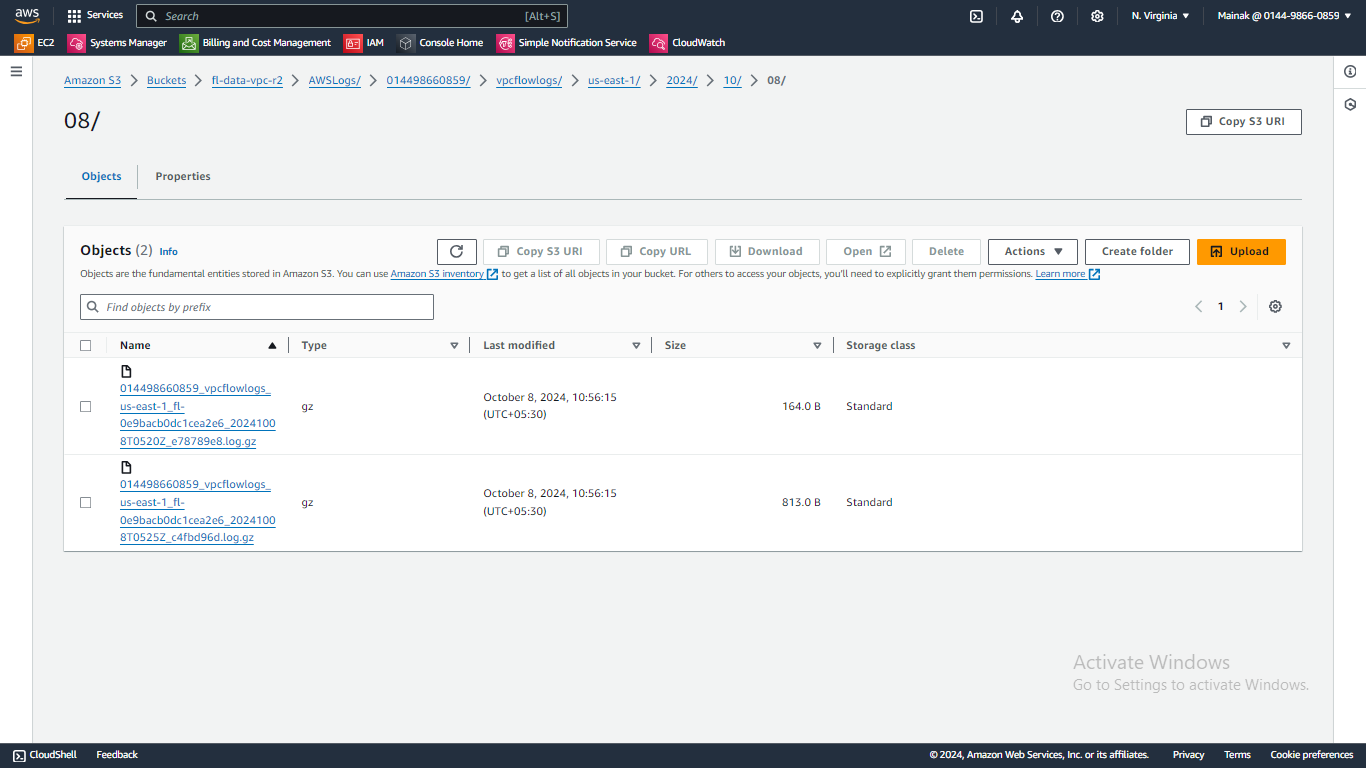 aws
Services
Search
[Alt+S]
N. Virginia
Mainak @ 0144-9866-0859
EC2
Systems Manager
Billing and Cost Management
IAM
Console Home
Simple Notification Service
CloudWatch
Amazon S3
Buckets
fl-data-vpc-r2
AWSLogs/
014498660859/
vpcflowlogs/
us-east-1/
2024/
10/
08/
08/
Copy S3 URI
Objects
Properties
Objects (2)
Info
Copy S3 URI
Copy URL
Download
Open
Delete
Actions
Create folder
Upload
Objects are the fundamental entities stored in Amazon S3. You can use Amazon S3 inventory to get a list of all objects in your bucket. For others to access your objects, you'll need to explicitly grant them permissions. Learn more
Find objects by prefix
1
Name
Type
Last modified
Size
Storage class
014498660859_vpcflowlogs_
us-east-1_fl-
0e9bacb0dc1cea2e6_2024100
8T0520Z_e78789e8.log.gz
gz
October 8, 2024, 10:56:15
(UTC+05:30)
164.0 B
Standard
014498660859_vpcflowlogs_
us-east-1_fl-
0e9bacb0dc1cea2e6_2024100
8T0525Z_c4fbd96d.log.gz
gz
October 8, 2024, 10:56:15
(UTC+05:30)
813.0 B
Standard
Activate Windows
Go to Settings to activate Windows.
CloudShell
Feedback
© 2024, Amazon Web Services, Inc. or its affiliates.
Privacy
Terms
Cookie preferences